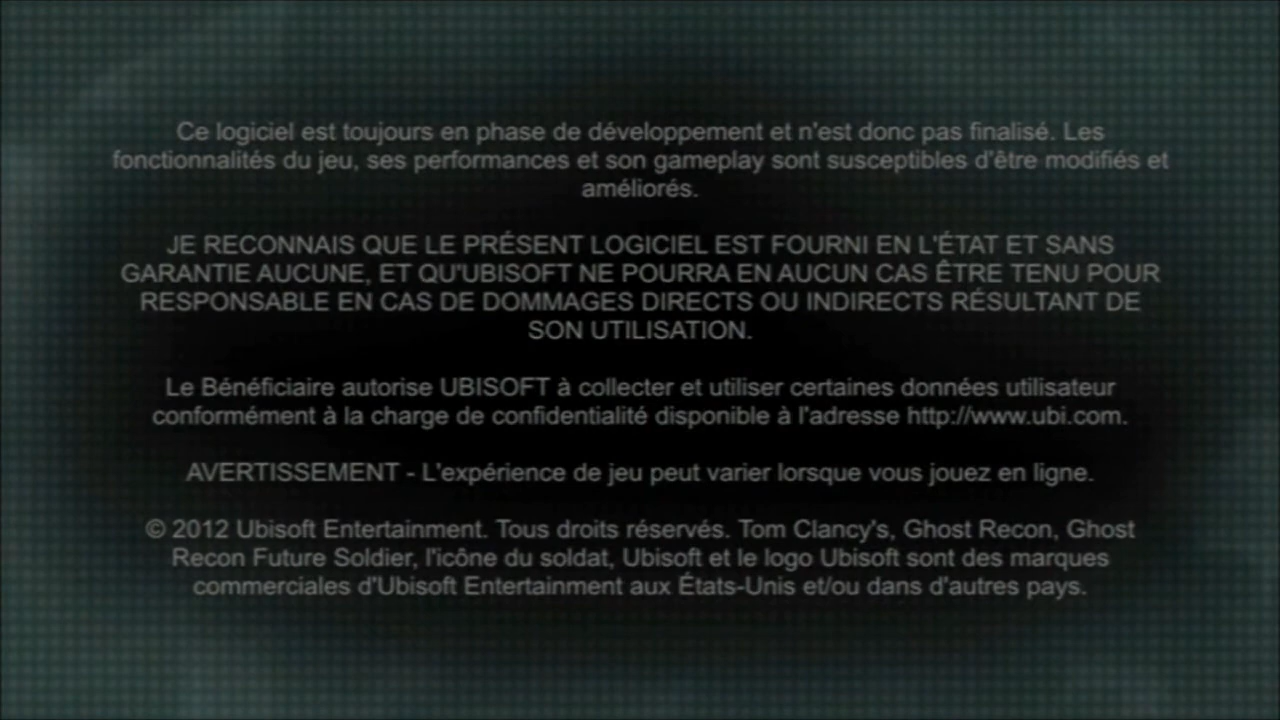 Ce logiciel est toujours en phase de développement et n'est donc pas finalisé. Les
fonctionnalités du jeu, ses performances et son gameplay sont susceptibles d'être modifiés et
améliorés.
JE RECONNAIS QUE LE PRÉSENT LOGICIEL EST FOURNI EN L'ÉTAT ET SANS
GARANTIE AUCUNE, ET QU'UBISOFT NE POURRA EN AUCUN CAS ÊTRE TENU POUR
RESPONSABLE EN CAS DE DOMMAGES DIRECTS OU INDIRECTS RÉSULTANT DE
SON UTILISATION.
Le Bénéficiaire autorise UBISOFT à collecter et utiliser certaines données utilisateur
conformément à la charge de confidentialité disponible à l'adresse http://www.ubi.com.
AVERTISSEMENT - L'expérience de jeu peut varier lorsque vous jouez en ligne.
© 2012 Ubisoft Entertainment. Tous droits réservés. Tom Clancy's, Ghost Recon, Ghost
Recon Future Soldier, l'icône du soldat, Ubisoft et le logo Ubisoft sont des marques
commerciales d'Ubisoft Entertainment aux États-Unis et/ou dans d'autres pays.